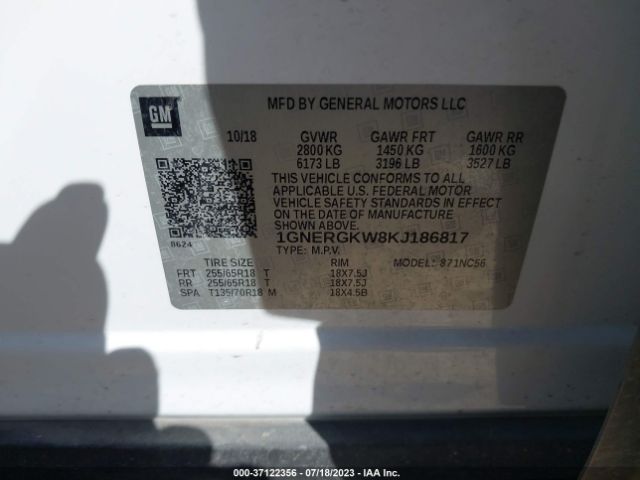 GM
MFD BY GENERAL MOTORS LLC
10/18 GVWR GAWR FRT GAWR RR
2800 KG 1450 KG 1600 KG
6173 LB 3196 LB 3527 LB
THIS VEHICLE CONFORMS TO ALL
APPLICABLE U.S. FEDERAL MOTOR
VEHICLE SAFETY STANDARDS IN EFFECT
ON THE DATE OF MANUFACTURE
SHOWN ABOVE.
8624
1GNERGKW8KJ186817
TYPE: M.P.V. MODEL: 871NC56
TIRE SIZE RIM
FRT 255/65R18 T 18X7.5J
RR 255/65R18 T 18X7.5J
SPA T135/70R18 M 18X4.5B
000-37122356 - 07/18/2023 - IAA Inc.